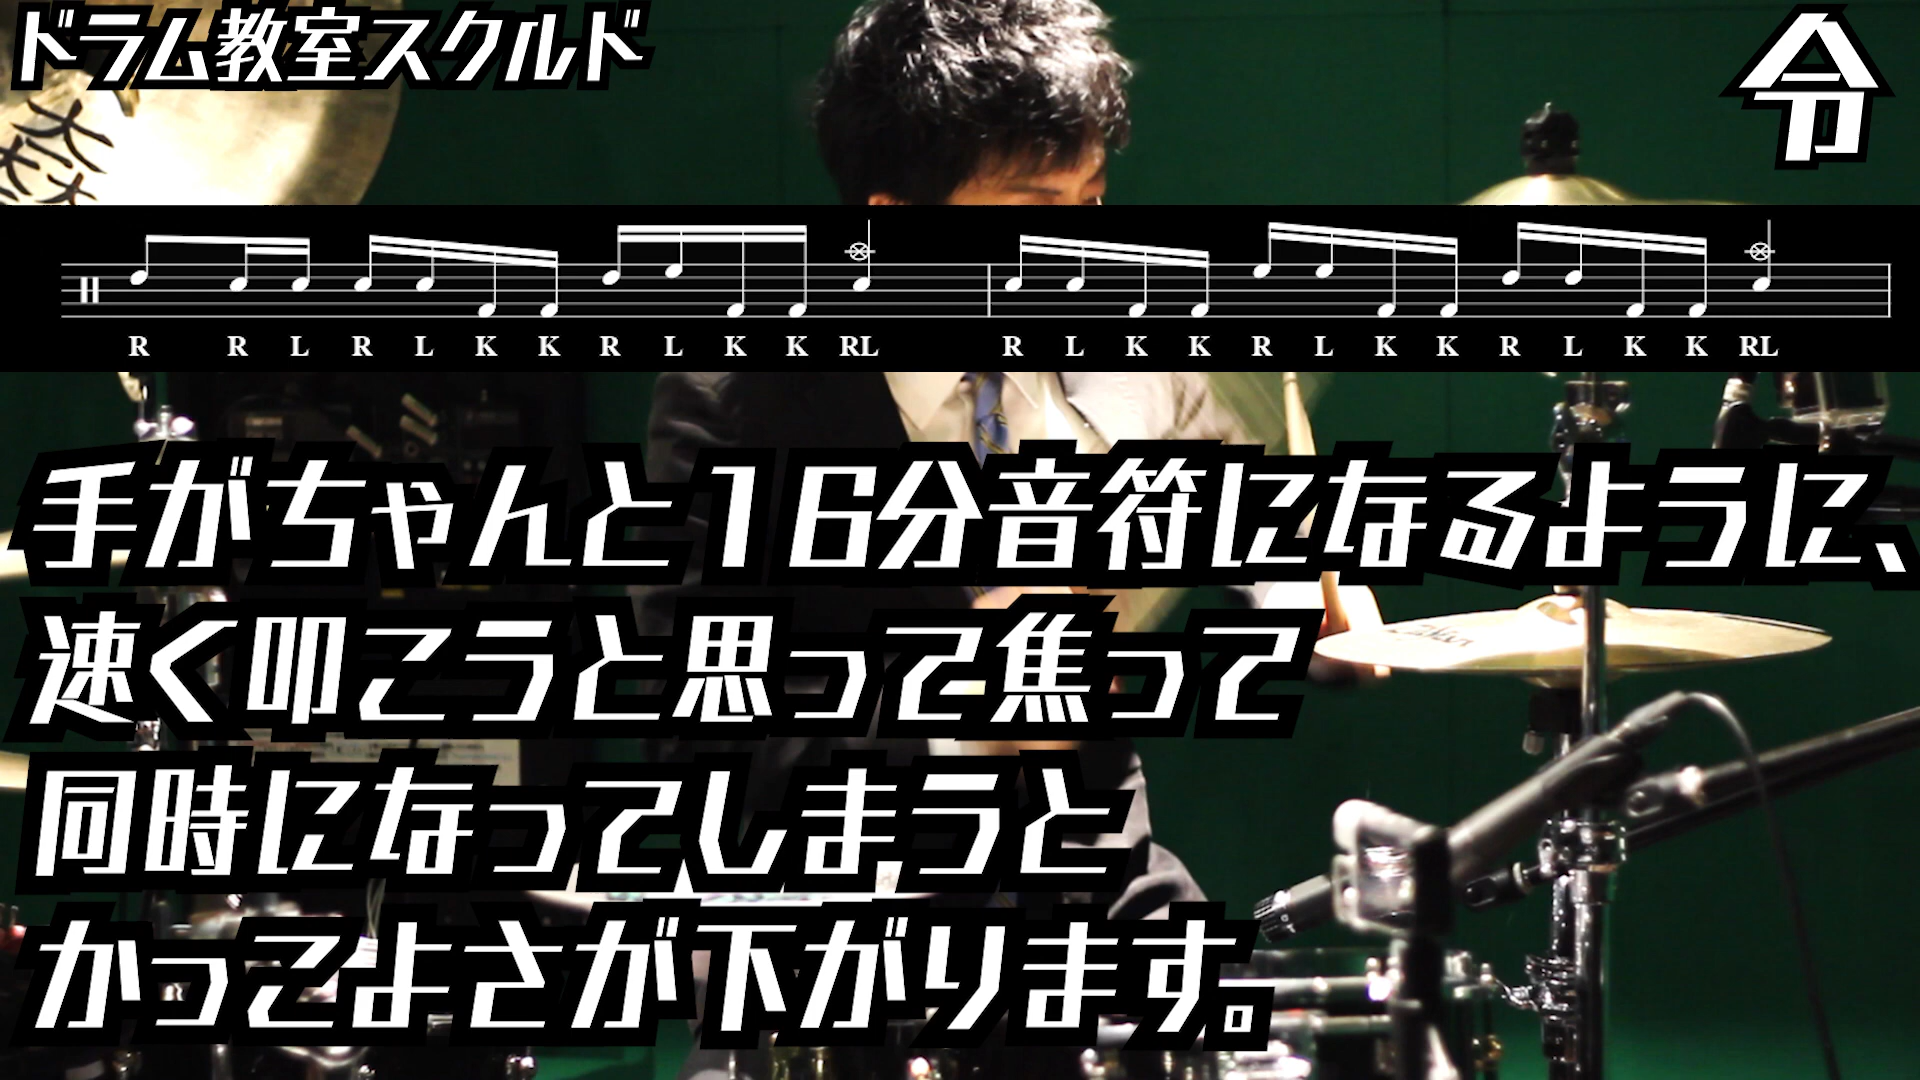 ドラム教室スクルド
令
R R L R L K K R L K K RL R L K K R L K K R L K K RL
手がちゃんと16分音符になるように、
速く叩こうと思って焦って
同時になってしまうと
かっこよさが下がります。